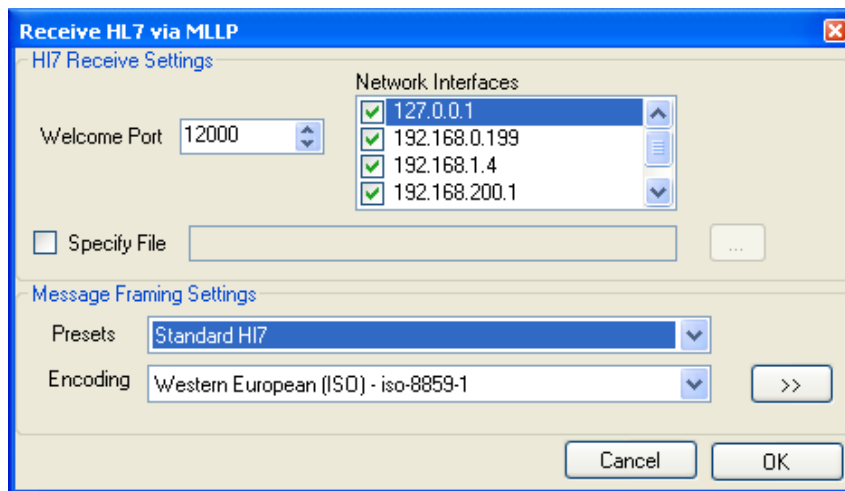 Receive HL7 via MLLP
Hl7 Receive Settings
Network Interfaces
Welcome Port 12000
127.0.0.1
192.168.0.199
192.168.1.4
192.168.200.1
Specify File ...
Message Framing Settings
Presets Standard Hl7
Encoding Western European (ISO) - iso-8859-1 >>
Cancel OK